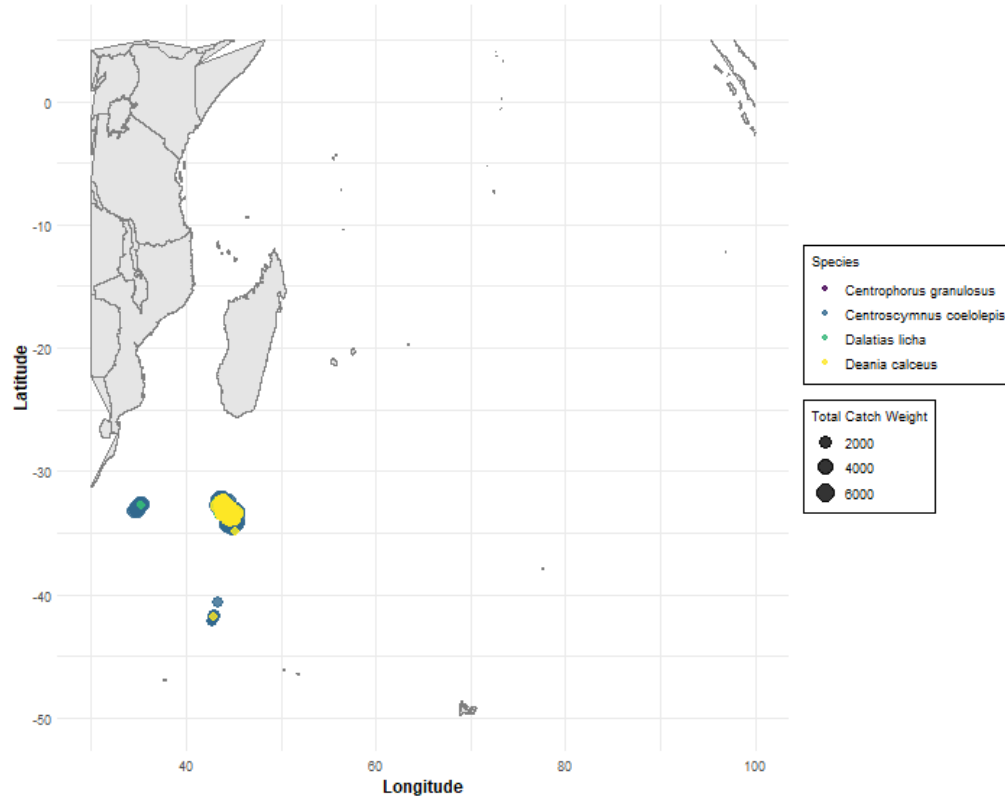 0
-10
-20
-30
-40
-50
Latitude
40
60
80
100
Longitude
Species
Centrophorus granulosus
Centroscymnus coelolepis
Dalatias licha
Deania calceus
Total Catch Weight
2000
4000
6000